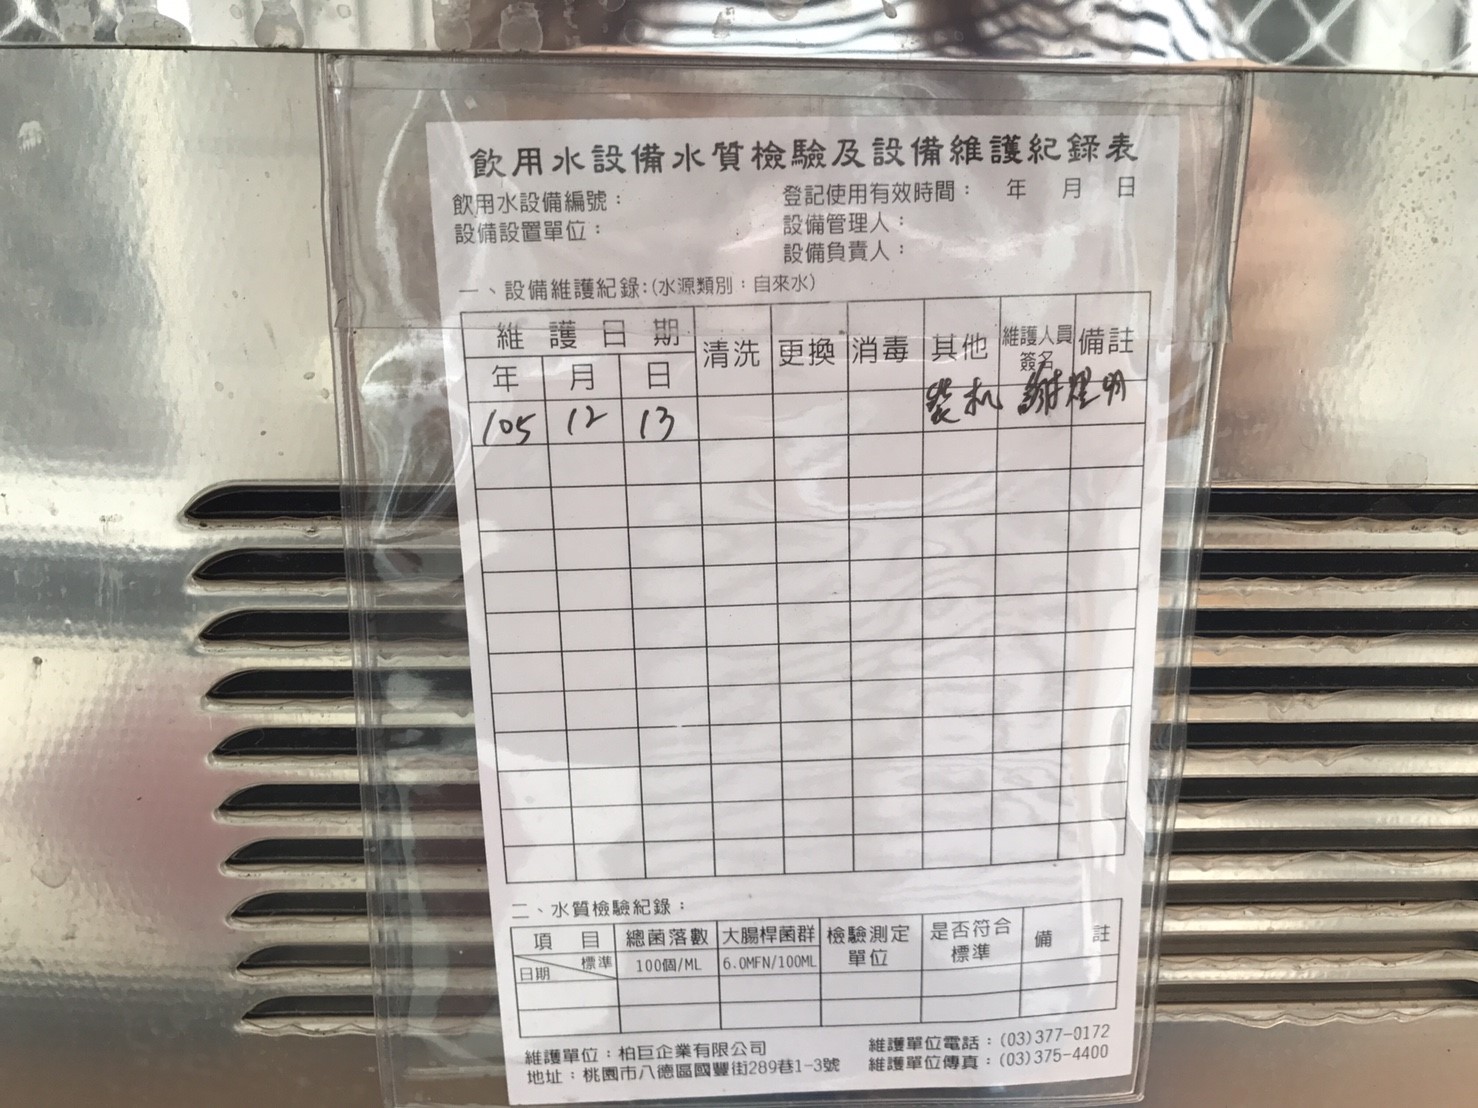 飲用水設備水質檢驗及設備維護紀錄表
飲用水設備編號： 登記使用有效時間： 年 月 日
設備設置單位： 設備管理人：
設備負責人：
一、設備維護紀錄:(水源類別：自來水)
維護日期 清洗 更換 消毒 其他 維護人員簽名 備註
年 月 日
105 12 13 裝机 謝耀明
二、水質檢驗紀錄：
項目 總菌落數 大腸桿菌群 檢驗測定單位 是否符合標準 備註
日期 標準 100個/ML 6.0MFN/100ML
維護單位：柏巨企業有限公司 維護單位電話：(03)377-0172
地址：桃園市八德區國豐街289巷1-3號 維護單位傳真：(03)375-4400